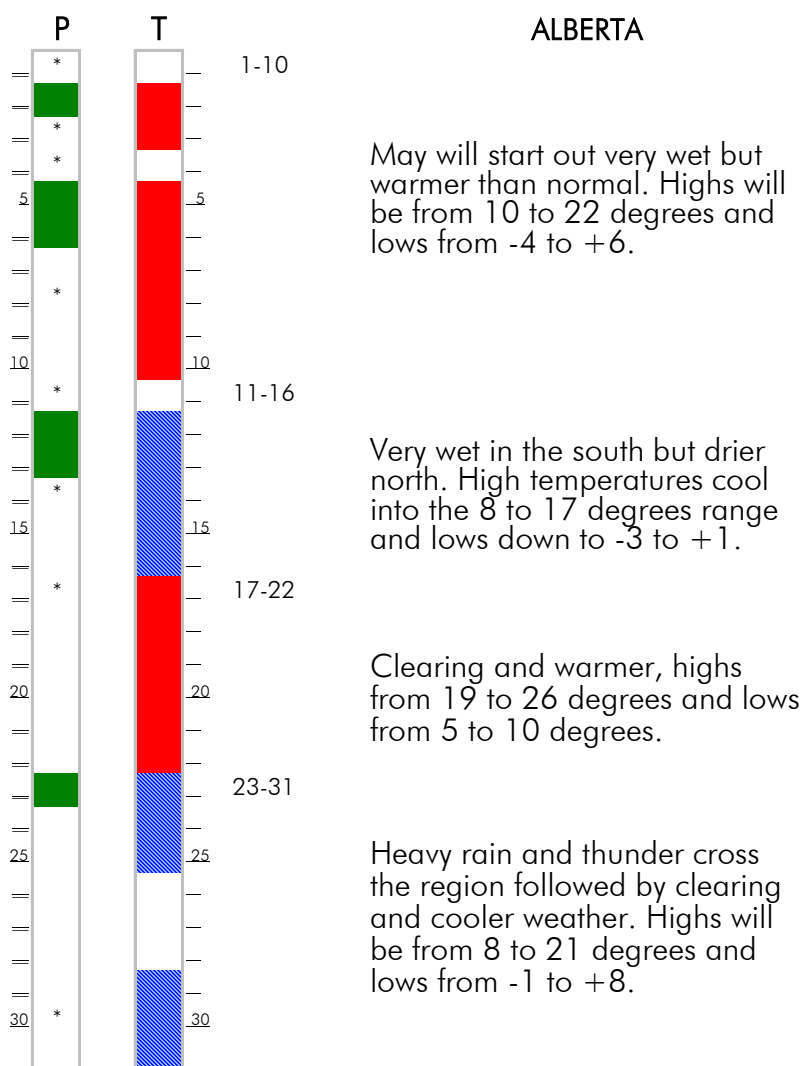 P T ALBERTA
*
1-10
*
May will start out very wet but
*
warmer than normal. Highs will
5 5
be from 10 to 22 degrees and
lows from -4 to +6.
*
10 10
*
11-16
Very wet in the south but drier
north. High temperatures cool
*
into the 8 to 17 degrees range
15 15
and lows down to -3 to +1.
*
17-22
Clearing and warmer, highs
20 20
from 19 to 26 degrees and lows
from 5 to 10 degrees.
23-31
25 25
Heavy rain and thunder cross
the region followed by clearing
and cooler weather. Highs will
be from 8 to 21 degrees and
lows from -1 to +8.
*
30 30